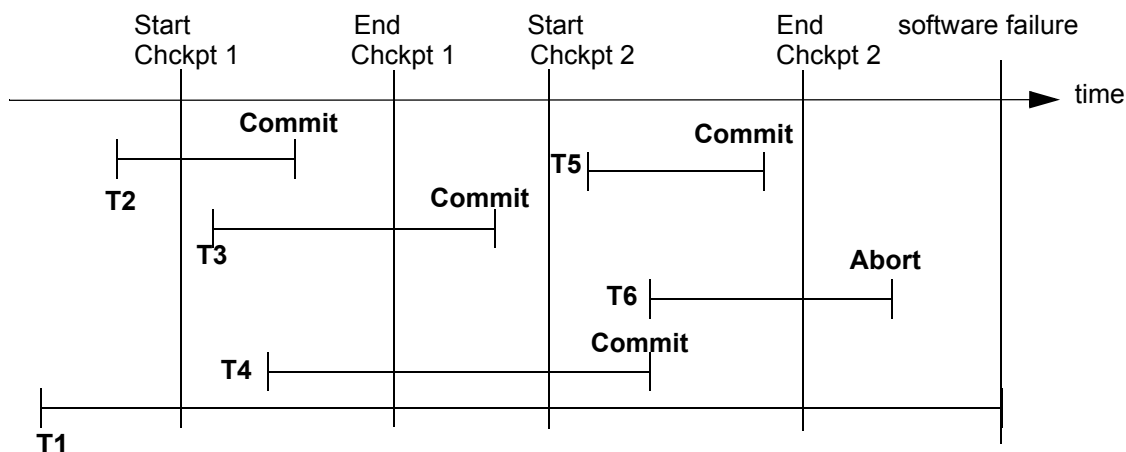 Start
Chckpt 1
End
Chckpt 1
Start
Chckpt 2
End
Chckpt 2
software failure
time
Commit
T2
Commit
T5
Commit
T3
Abort
T6
Commit
T4
T1